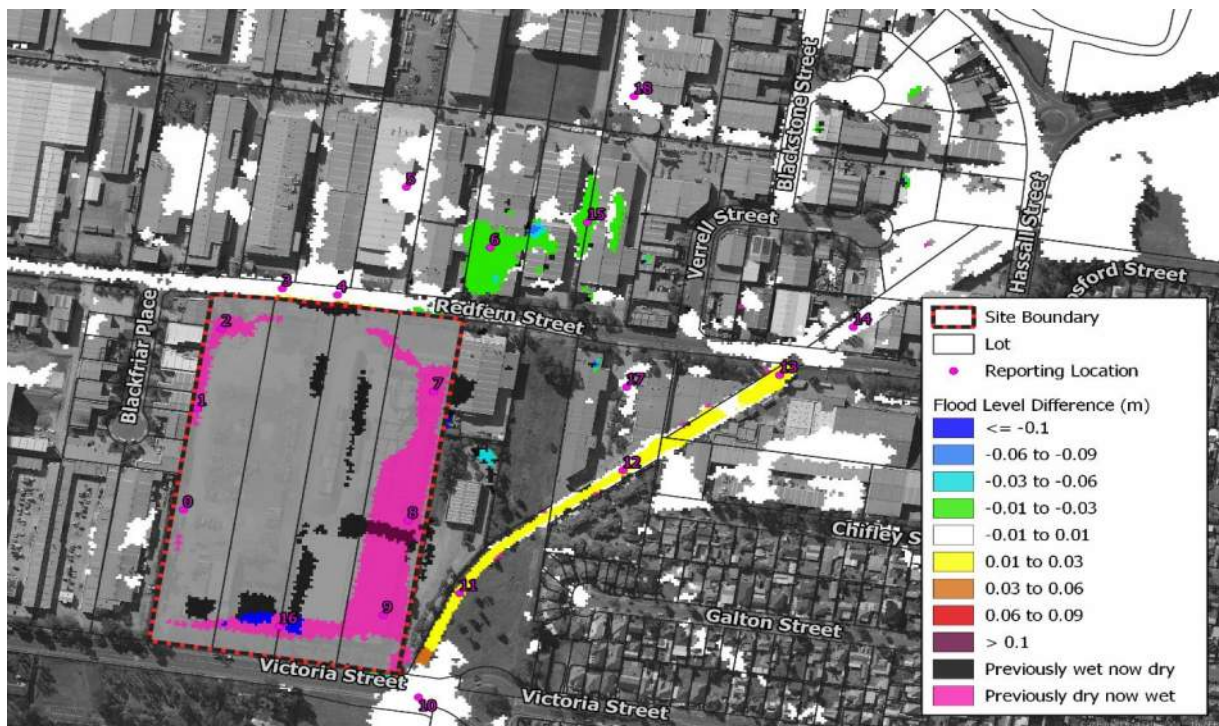 18
Blackstone Street
5
15
6
Verrell Street
Hassall Street
nsford Street
3
4
Redfern Street
14
Blackfriar Place
2
13
7
17
1
12
0
8
Chifley S
11
9
16
Galton Street
Victoria Street
10
Victoria Street
Site Boundary
Lot
Reporting Location
Flood Level Difference (m)
<= -0.1
-0.06 to -0.09
-0.03 to -0.06
-0.01 to -0.03
-0.01 to 0.01
0.01 to 0.03
0.03 to 0.06
0.06 to 0.09
> 0.1
Previously wet now dry
Previously dry now wet